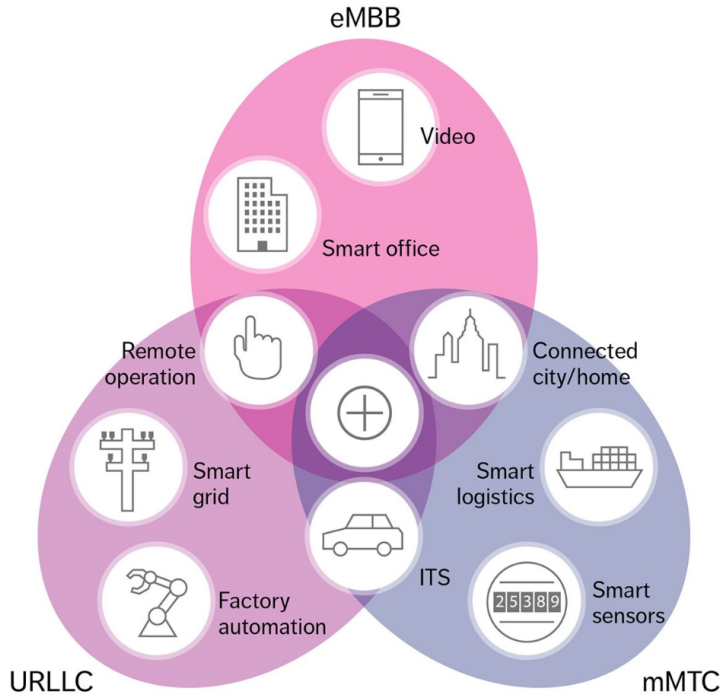 eMBB
Video
Smart office
Remote
operation
Connected
city/home
Smart
grid
Smart
logistics
Factory
automation
ITS
25389
Smart
sensors
URLLC
mMTC